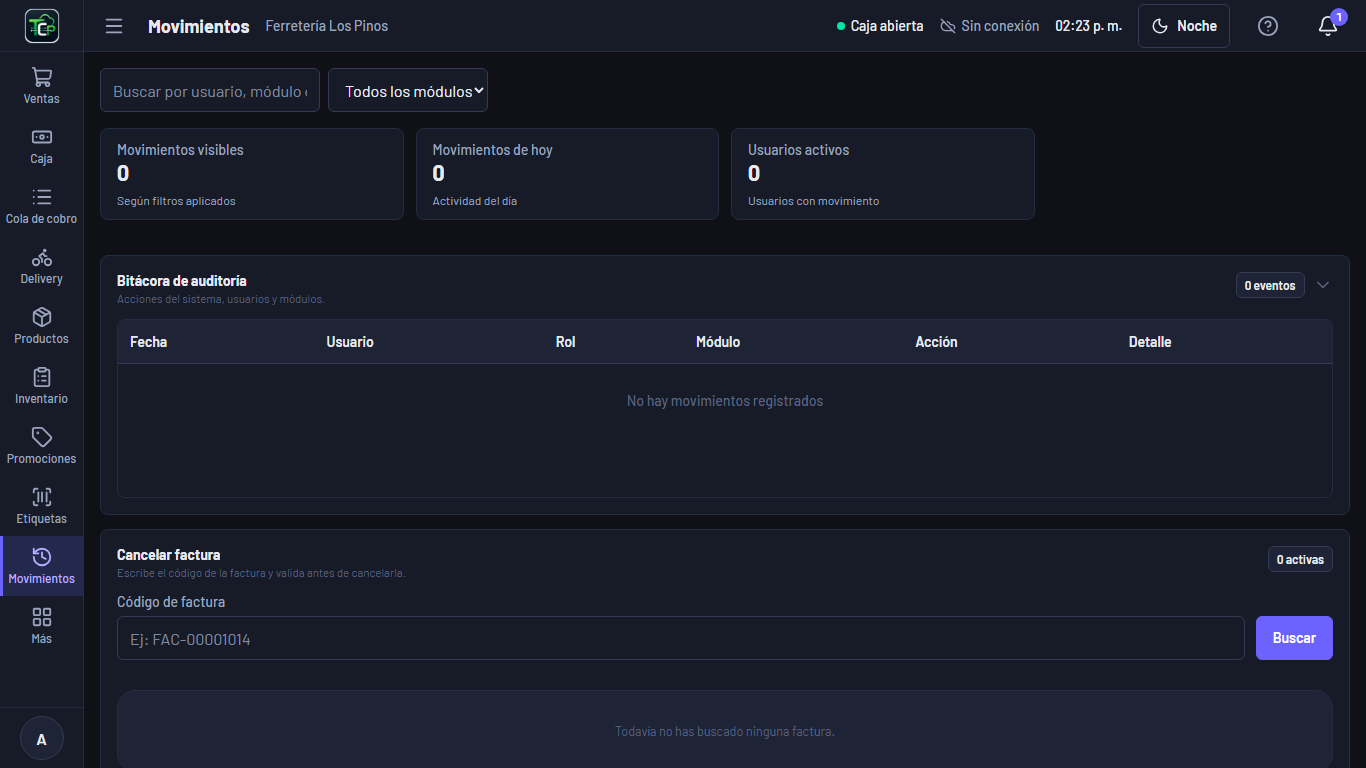 TCP
Movimientos
Ferretería Los Pinos
Caja abierta
Sin conexión
02:23 p. m.
Noche
1
Ventas
Caja
Cola de cobro
Delivery
Productos
Inventario
Promociones
Etiquetas
Movimientos
Más
A
Buscar por usuario, módulo
Todos los módulos
Movimientos visibles
0
Según filtros aplicados
Movimientos de hoy
0
Actividad del día
Usuarios activos
0
Usuarios con movimiento
Bitácora de auditoría
Acciones del sistema, usuarios y módulos.
0 eventos
Fecha Usuario Rol Módulo Acción Detalle
No hay movimientos registrados
Cancelar factura
Escribe el código de la factura y valida antes de cancelarla.
0 activas
Código de factura
Ej: FAC-00001014
Buscar
Todavía no has buscado ninguna factura.